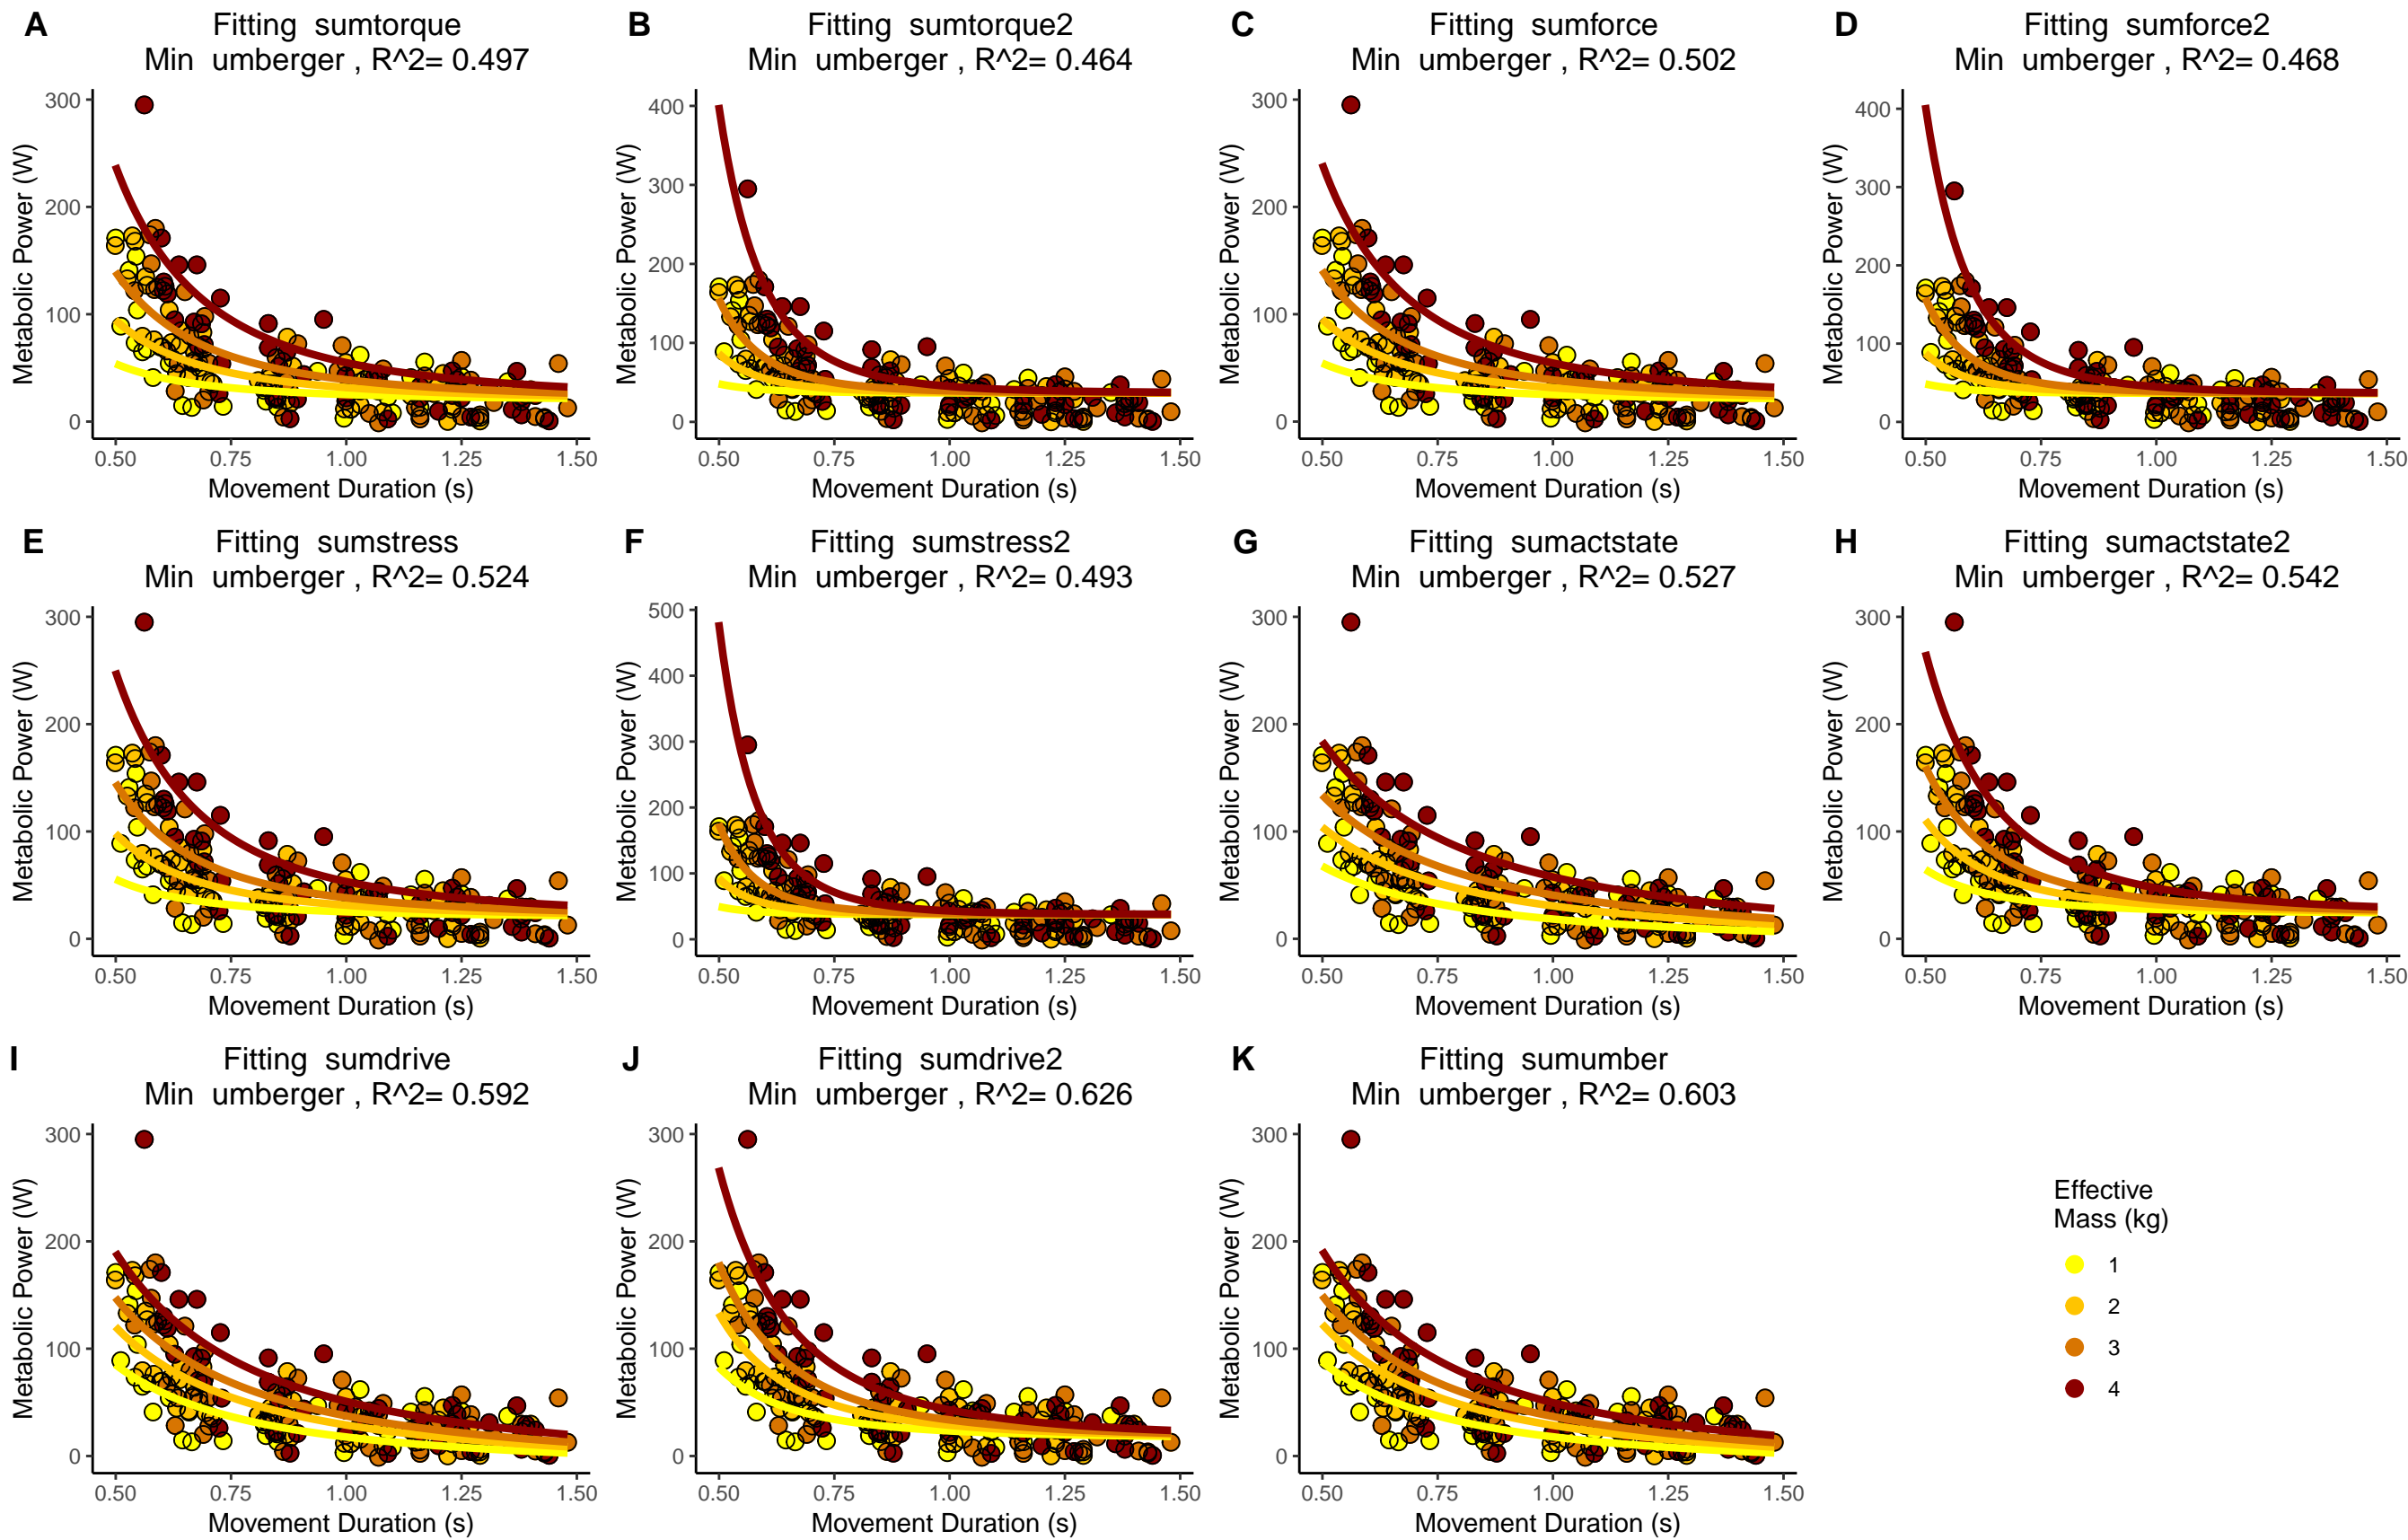 A
Fitting sumtorque
Min umberger , R^2= 0.497
B
Fitting sumtorque2
Min umberger , R^2= 0.464
C
Fitting sumforce
Min umberger , R^2= 0.502
D
Fitting sumforce2
Min umberger , R^2= 0.468
Metabolic Power (W)
300
200
100
0
0.50 0.75 1.00 1.25 1.50
Movement Duration (s)
Metabolic Power (W)
400
300
200
100
0
0.50 0.75 1.00 1.25 1.50
Movement Duration (s)
Metabolic Power (W)
300
200
100
0
0.50 0.75 1.00 1.25 1.50
Movement Duration (s)
Metabolic Power (W)
400
300
200
100
0
0.50 0.75 1.00 1.25 1.50
Movement Duration (s)
E
Fitting sumstress
Min umberger , R^2= 0.524
F
Fitting sumstress2
Min umberger , R^2= 0.493
G
Fitting sumactstate
Min umberger , R^2= 0.527
H
Fitting sumactstate2
Min umberger , R^2= 0.542
Metabolic Power (W)
300
200
100
0
0.50 0.75 1.00 1.25 1.50
Movement Duration (s)
Metabolic Power (W)
500
400
300
200
100
0
0.50 0.75 1.00 1.25 1.50
Movement Duration (s)
Metabolic Power (W)
300
200
100
0
0.50 0.75 1.00 1.25 1.50
Movement Duration (s)
Metabolic Power (W)
300
200
100
0
0.50 0.75 1.00 1.25 1.50
Movement Duration (s)
I
Fitting sumdrive
Min umberger , R^2= 0.592
J
Fitting sumdrive2
Min umberger , R^2= 0.626
K
Fitting sumumber
Min umberger , R^2= 0.603
Metabolic Power (W)
300
200
100
0
0.50 0.75 1.00 1.25 1.50
Movement Duration (s)
Metabolic Power (W)
300
200
100
0
0.50 0.75 1.00 1.25 1.50
Movement Duration (s)
Metabolic Power (W)
300
200
100
0
0.50 0.75 1.00 1.25 1.50
Movement Duration (s)
Effective
Mass (kg)
1
2
3
4